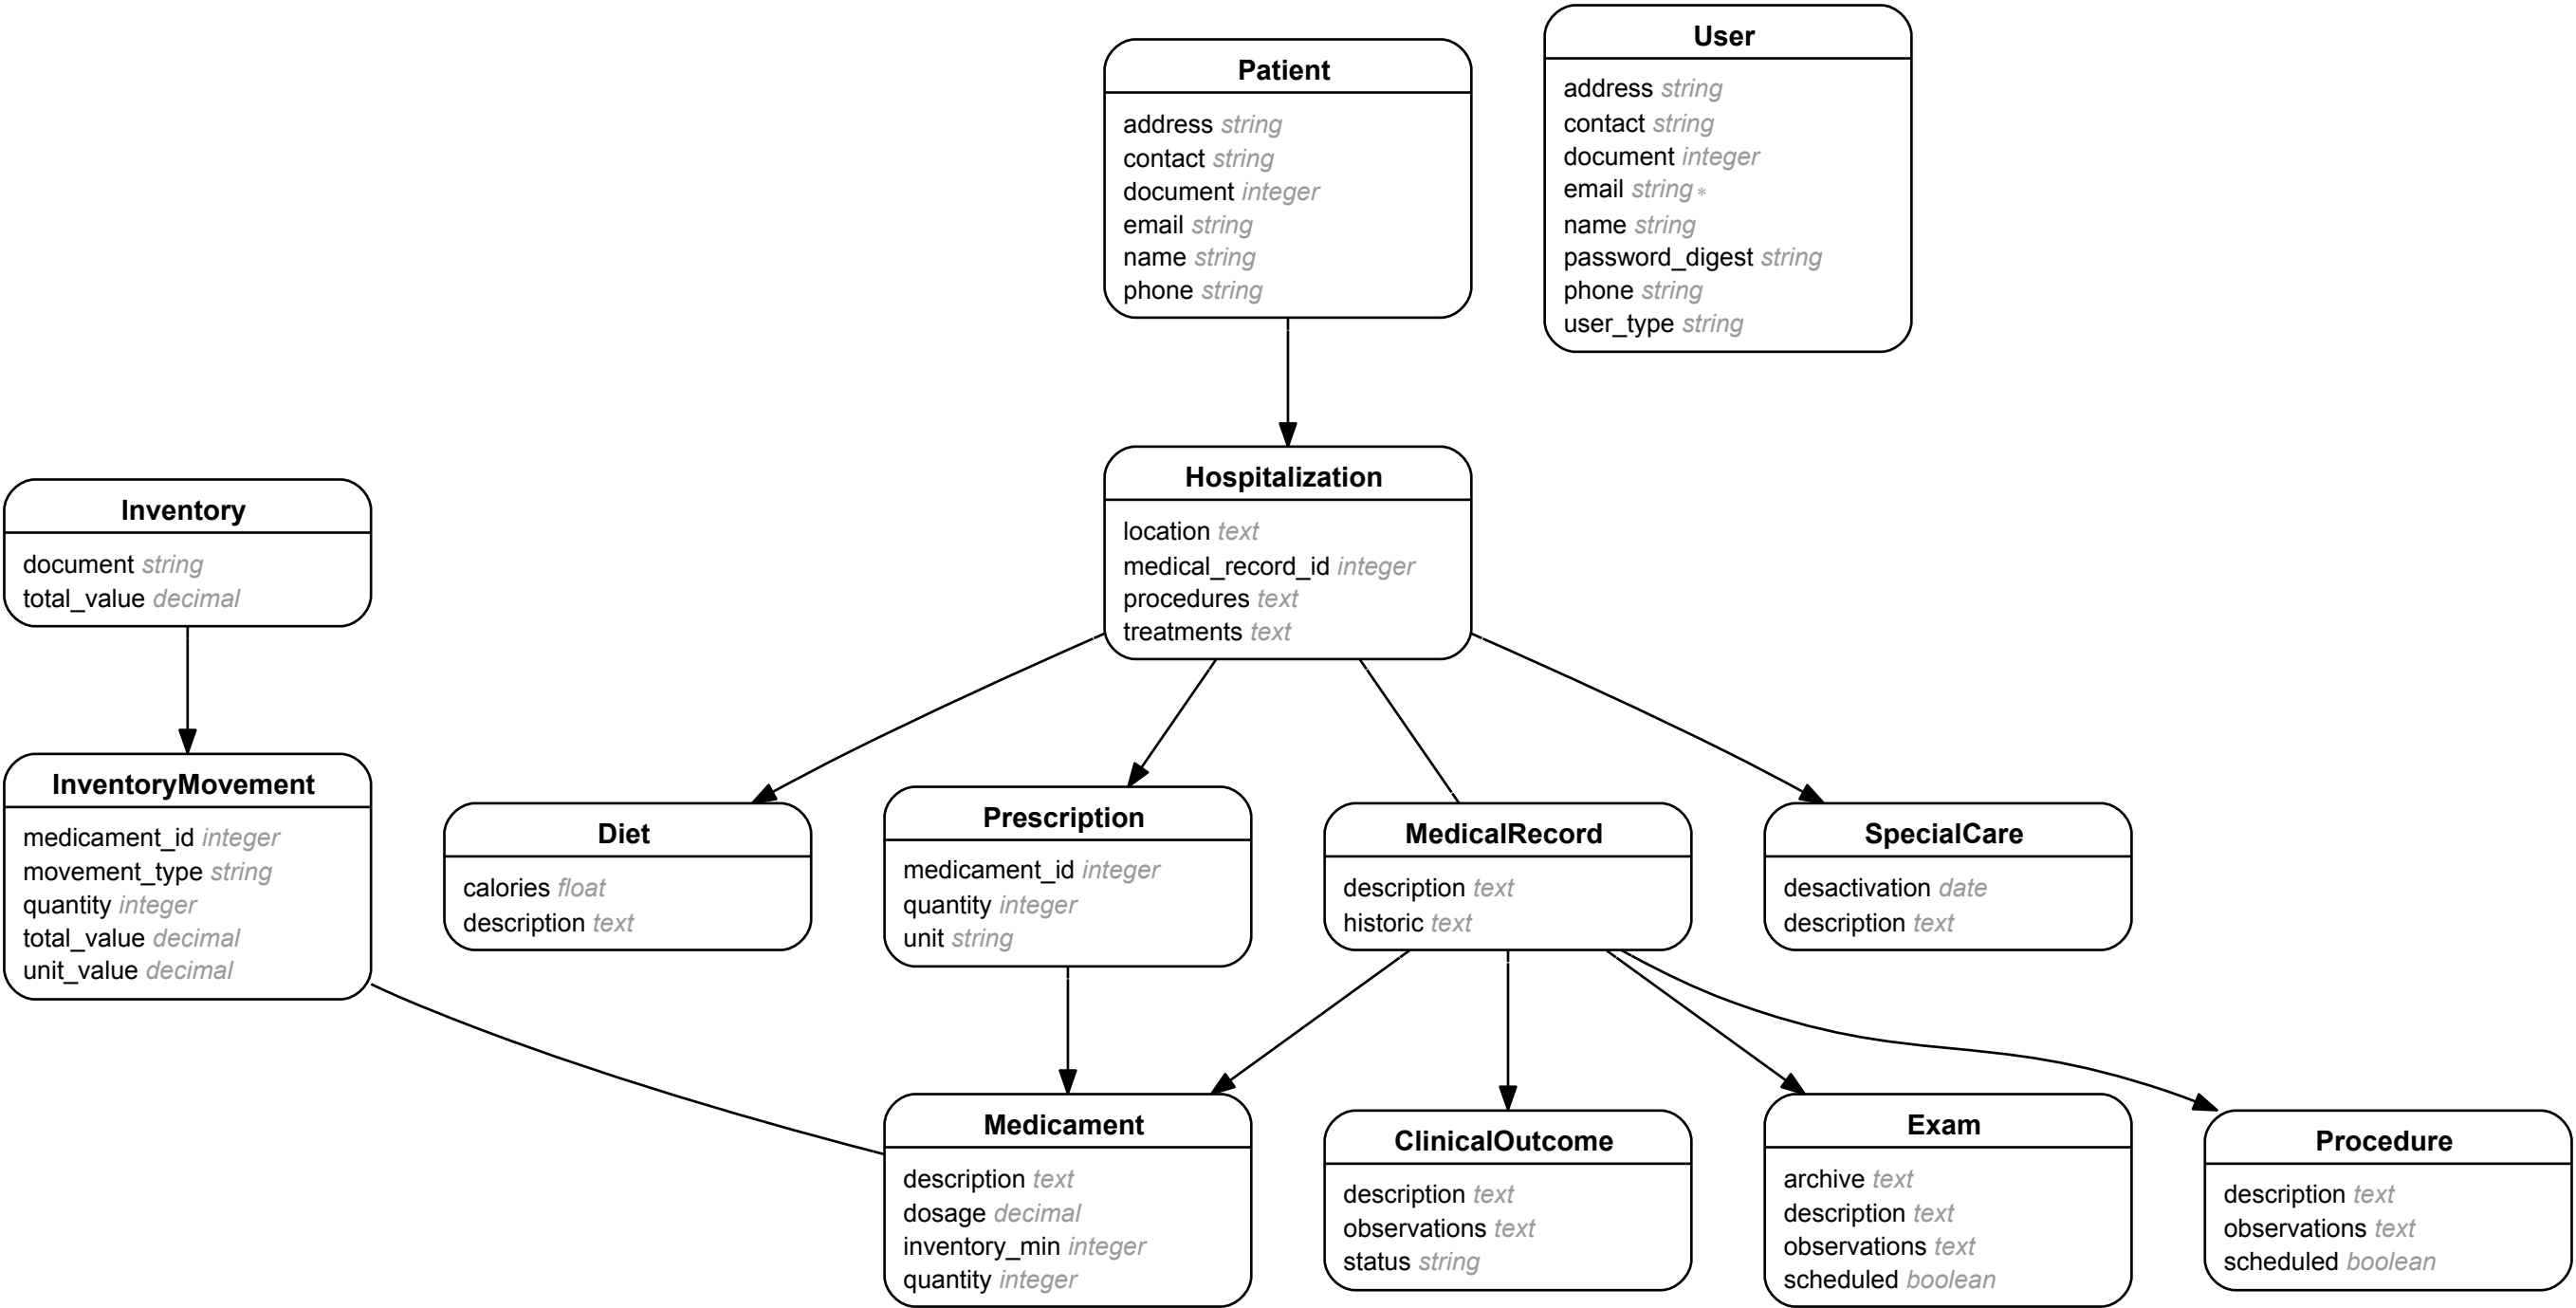 User
address string
contact string
document integer
email string *
name string
password_digest string
phone string
user_type string
Patient
address string
contact string
document integer
email string
name string
phone string
Hospitalization
location text
medical_record_id integer
procedures text
treatments text
Inventory
document string
total_value decimal
InventoryMovement
medicament_id integer
movement_type string
quantity integer
total_value decimal
unit_value decimal
Diet
calories float
description text
Prescription
medicament_id integer
quantity integer
unit string
MedicalRecord
description text
historic text
SpecialCare
desactivation date
description text
Medicament
description text
dosage decimal
inventory_min integer
quantity integer
ClinicalOutcome
description text
observations text
status string
Exam
archive text
description text
observations text
scheduled boolean
Procedure
description text
observations text
scheduled boolean